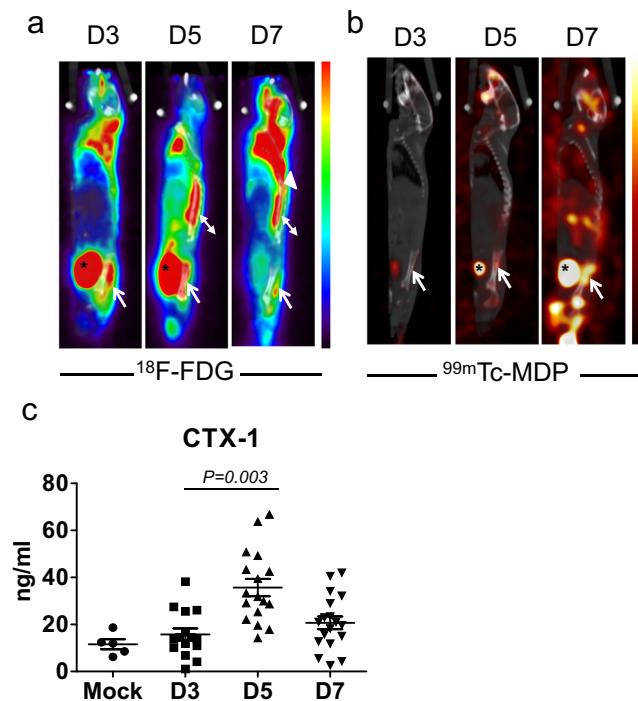 a
D3 D5 D7
* *
18F-FDG
b
D3 D5 D7
* *
99mTc-MDP
c
CTX-1
P=0.003
80
60
40
20
0
ng/ml
Mock D3 D5 D7